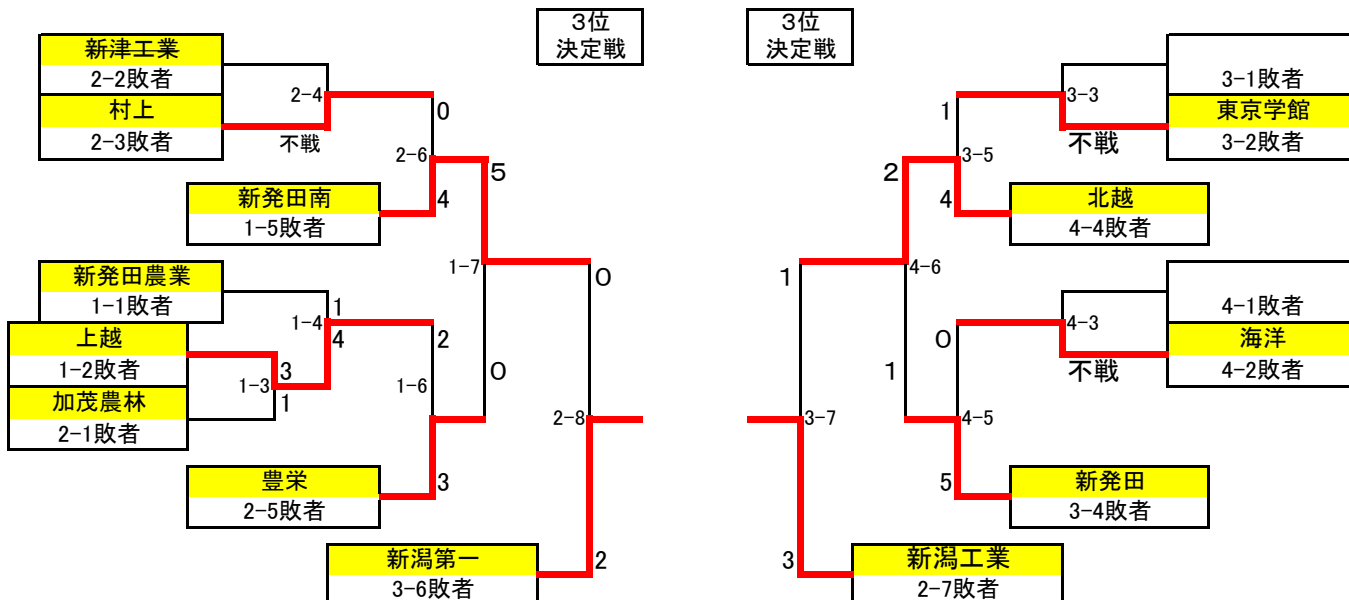 3位
決定戦
3位
決定戦
新津工業
2-2敗者
村上
2-3敗者
2-4
不戦
0
2-6
5
4
新発田南
1-5敗者
1-7
0
新発田農業
1-1敗者
1
1-4
4
上越
1-2敗者
3
1-3
1
加茂農林
2-1敗者
2
1-6
0
2-8
豊栄
2-5敗者
3
新潟第一
3-6敗者
2
3-1敗者
東京学館
3-2敗者
3-3
不戦
1
3-5
2
4
北越
4-4敗者
4-6
1
4-1敗者
海洋
4-2敗者
4-3
不戦
0
1
4-5
3-7
新発田
3-4敗者
5
新潟工業
2-7敗者
3